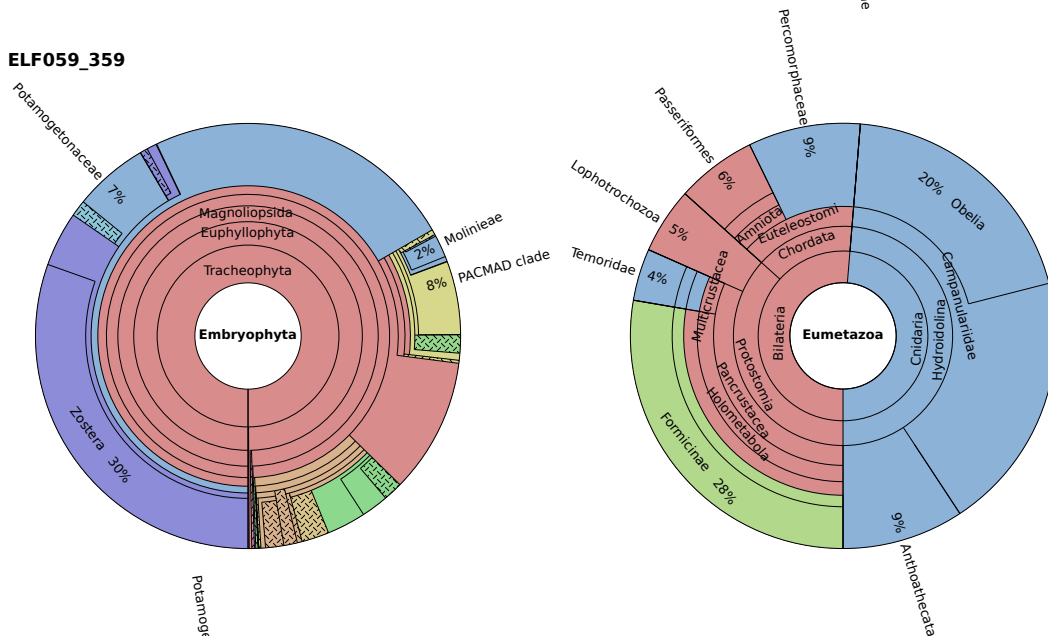 ELF059_359
Potamogetonaceae
7%
Magnoliopsida
Euphyllophyta
Tracheophyta
Embryophyta
Molinieae
2%
PACMAD clade
8%
Zostera 30%
Percomorphaceae
9%
Passeriformes
6%
Lophotrochozoa
5%
Temoridae
4%
Amniota
Euteleostomi
Chordata
20% Obelia
Campanulariidae
Hydroidolina
Cnidaria
Eumetazoa
Bilateria
Multicrustacea
Protostomia
Pancrustacea
Holometabola
Formicinae 28%
9% Anthoathecata